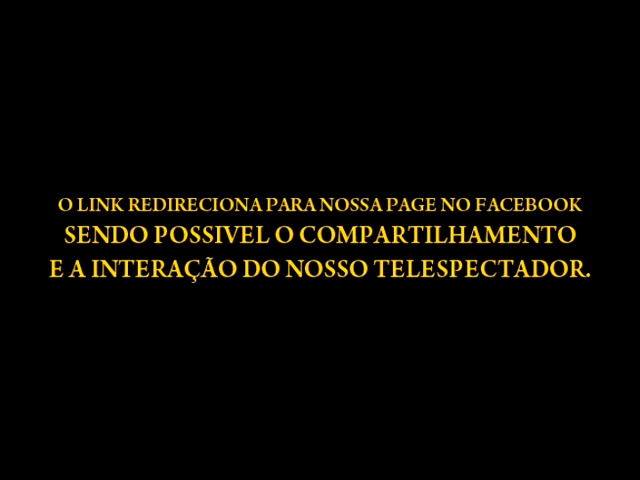 O LINK REDIRECIONA PARA NOSSA PAGE NO FACEBOOK
SENDO POSSIVEL O COMPARTILHAMENTO
E A INTERAÇÃO DO NOSSO TELESPECTADOR.